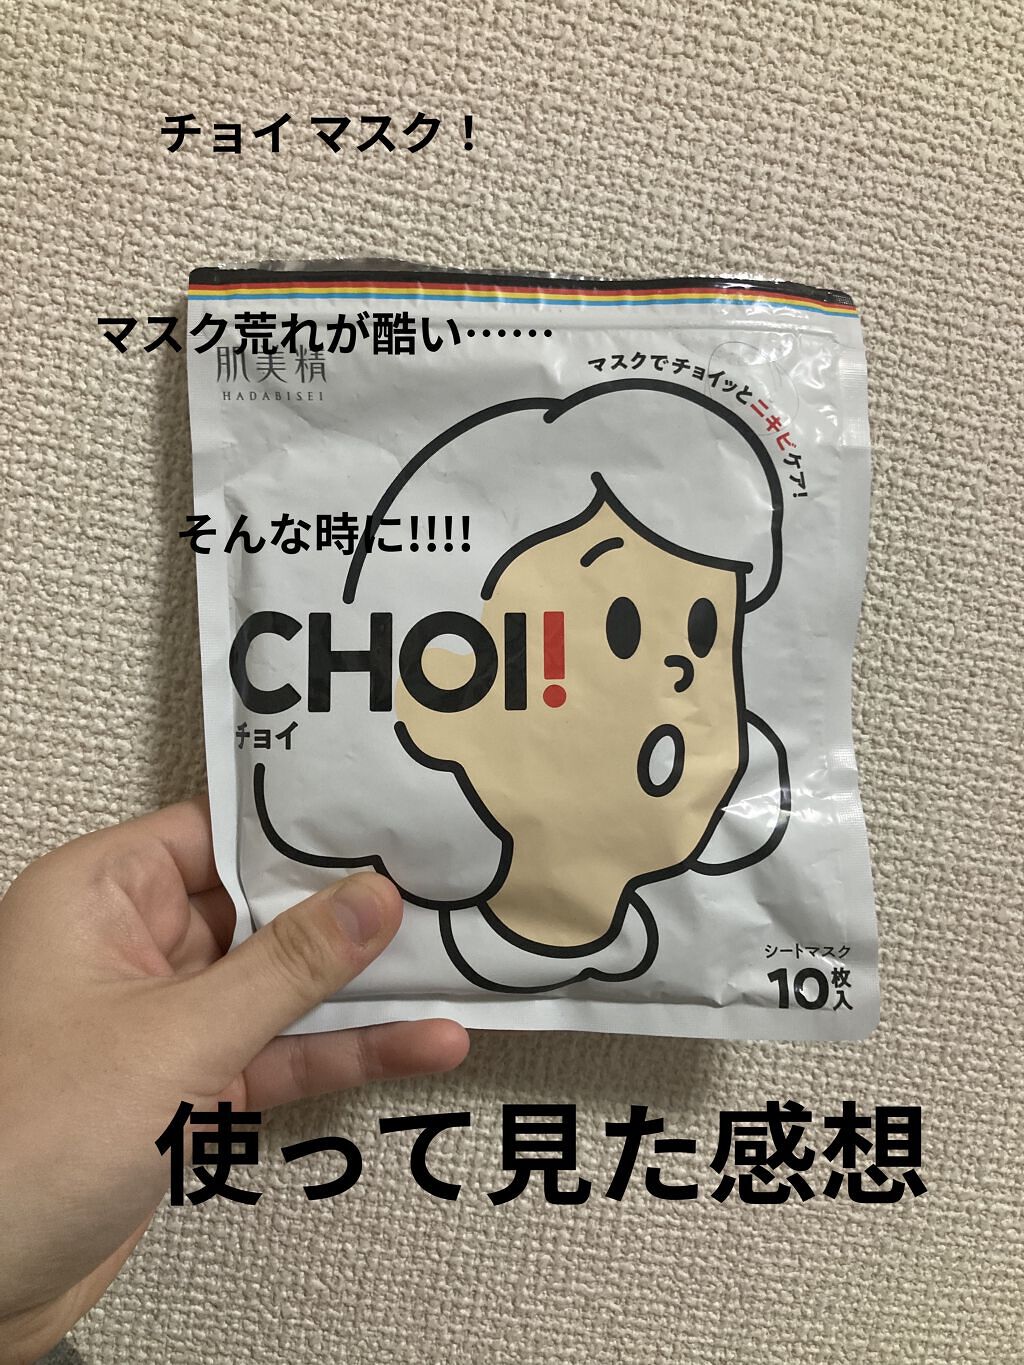 チョイ マスク！
マスク荒れが酷い……
肌美精
HADABISEI
マスクでチョイッとニキビケア!
そんな時に!!!!
CHOI!
チョイ
シートマスク
10枚入
使って見た感想